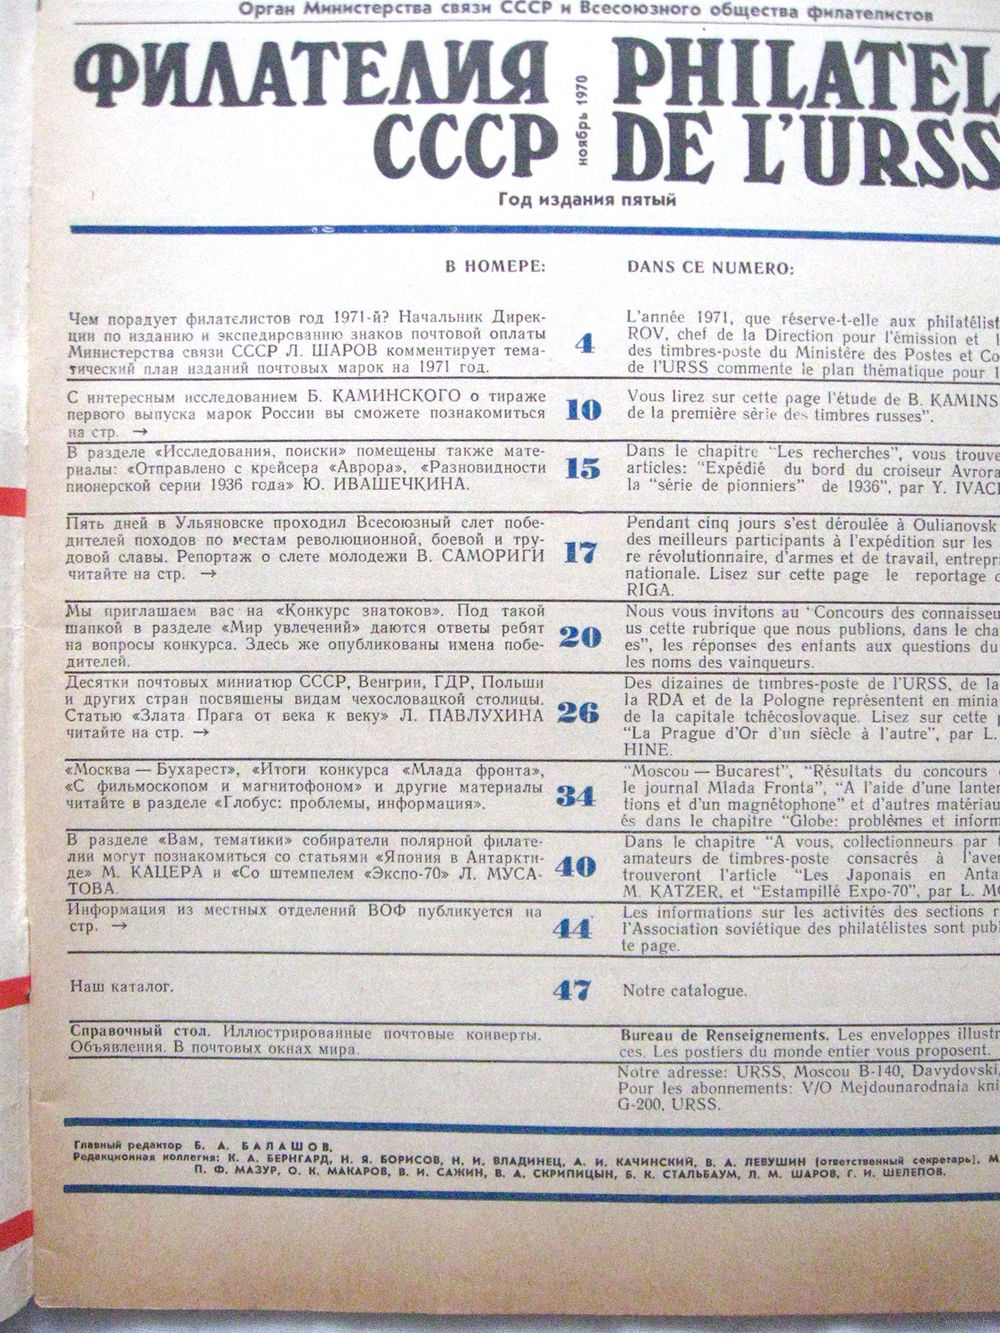 Орган Министерства связи СССР и Всесоюзного общества филателистов
ФИЛАТЕЛИЯ
СССР
ноябрь 1970
PHILATEL
DE L'URSS
Год издания пятый
В НОМЕРЕ:
Чем порадует филателистов год 1971-й? Начальник Дирек-
ции по изданию и экспедированию знаков почтовой оплаты
Министерства связи СССР Л. ШАРОВ комментирует тема-
тический план изданий почтовых марок на 1971 год.
4
С интересным исследованием Б. КАМИНСКОГО о тираже
первого выпуска марок России вы сможете познакомиться
на стр. →
10
В разделе «Исследования, поиски» помещены также мате-
риалы: «Отправлено с крейсера «Аврора», «Разновидности
пионерской серии 1936 года» Ю. ИВАШЕЧКИНА.
15
Пять дней в Ульяновске проходил Всесоюзный слет побе-
дителей походов по местам революционной, боевой и тру-
довой славы. Репортаж о слете молодежи В. САМОРИГИ
читайте на стр. →
17
Мы приглашаем вас на «Конкурс знатоков». Под такой
шапкой в разделе «Мир увлечений» даются ответы ребят
на вопросы конкурса. Здесь же опубликованы имена побе-
дителей.
20
Десятки почтовых миниатюр СССР, Венгрии, ГДР, Польши
и других стран посвящены видам чехословацкой столицы.
Статью «Злата Прага от века к веку» Л. ПАВЛУХИНА
читайте на стр. →
26
«Москва — Бухарест», «Итоги конкурса «Млада фронта»,
«С фильмоскопом и магнитофоном» и другие материалы
читайте в разделе «Глобус: проблемы, информация».
34
В разделе «Вам, тематики» собиратели полярной филате-
лии могут познакомиться со статьями «Япония в Антаркти-
де» М. КАЦЕРА и «Со штемпелем «Экспо-70» Л. МУСА-
ТОВА.
40
Информация из местных отделений ВОФ публикуется на
стр. →
44
Наш каталог.
47
Справочный стол. Иллюстрированные почтовые конверты.
Объявления. В почтовых окнах мира.
DANS CE NUMERO:
L'année 1971, que réserve-t-elle aux philatélist
ROV, chef de la Direction pour l'émission et l
des timbres-poste du Ministère des Postes et Co
de l'URSS commente le plan thématique pour 1
Vous lirez sur cette page l'étude de B. KAMINS
de la première série des timbres russes".
Dans le chapitre "Les recherches", vous trouve
articles: "Expédié du bord du croiseur Avrora
la "série de pionniers" de 1936", par Y. IVAC
Pendant cinq jours s'est déroulée à Oulianovsk
des meilleurs participants à l'expédition sur les
re révolutionnaire, d'armes et de travail, entrepri
nationale. Lisez sur cette page le reportage d
RIGA.
Nous vous invitons au "Concours des connaisseu
us cette rubrique que nous publions, dans le cha
es", les réponses des enfants aux questions du
les noms des vainqueurs.
Des dizaines de timbres-poste de l'URSS, de la
la RDA et de la Pologne représentent en minia
de la capitale tchécoslovaque. Lisez sur cette p
"La Prague d'Or d'un siècle à l'autre", par L.
HINE.
"Moscou — Bucarest", "Résultats du concours
le journal Mlada Fronta", "A l'aide d'une lanter
tions et d'un magnétophone" et d'autres matériau
és dans le chapitre "Globe: problèmes et inform
Dans le chapitre "A vous, collectionneurs par t
amateurs de timbres-poste consacrés à l'aven
trouveront l'article "Les Japonais en Anta
M. KATZER, et "Estampillé Expo-70", par L. MO
Les informations sur les activités des sections r
l'Association soviétique des philatélistes sont publ
te page.
Notre catalogue.
Bureau de Renseignements. Les enveloppes illustr
ces. Les postiers du monde entier vous proposent.
Notre adresse: URSS, Moscou B-140, Davydovski,
Pour les abonnements: V/O Mejdounarodnaia kni
G-200, URSS.
Главный редактор Б. А. БАЛАШОВ.
Редакционная коллегия: К. А. БЕРНГАРД, Н. Я. БОРИСОВ, Н. И. ВЛАДИНЕЦ, А. И. КАЧИНСКИЙ, В. А. ЛЕВУШИН (ответственный секретарь), М
П. Ф. МАЗУР, О. К. МАКАРОВ, В. И. САЖИН, В. А. СКРИПИЦЫН, Б. К. СТАЛЬБАУМ, Л. М. ШАРОВ, Г. И. ШЕЛЕПОВ.